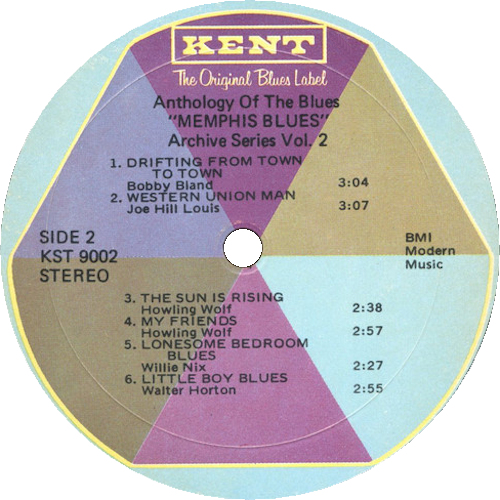 KENT
The Original Blues Label
Anthology Of The Blues
"MEMPHIS BLUES"
Archive Series Vol. 2
1. DRIFTING FROM TOWN
TO TOWN
Bobby Bland 3:04
2. WESTERN UNION MAN
Joe Hill Louis 3:07
SIDE 2
KST 9002
STEREO
BMI
Modern
Music
3. THE SUN IS RISING
Howling Wolf 2:38
4. MY FRIENDS
Howling Wolf 2:57
5. LONESOME BEDROOM
BLUES
Willie Nix 2:27
6. LITTLE BOY BLUES
Walter Horton 2:55